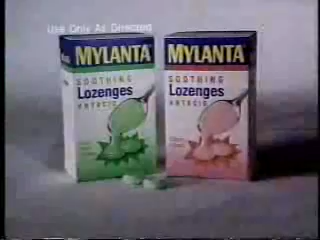 Use Only As Directed
MYLANTA
SOOTHING
Lozenges
ANTACID
MYLANTA
SOOTHING
Lozenges
ANTACID